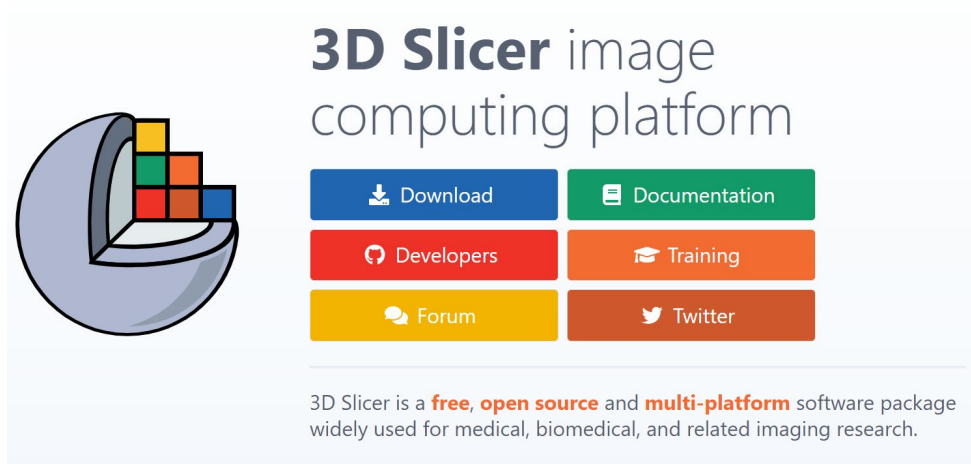 3D Slicer image
computing platform
Download
Documentation
Developers
Training
Forum
Twitter
3D Slicer is a free, open source and multi-platform software package
widely used for medical, biomedical, and related imaging research.